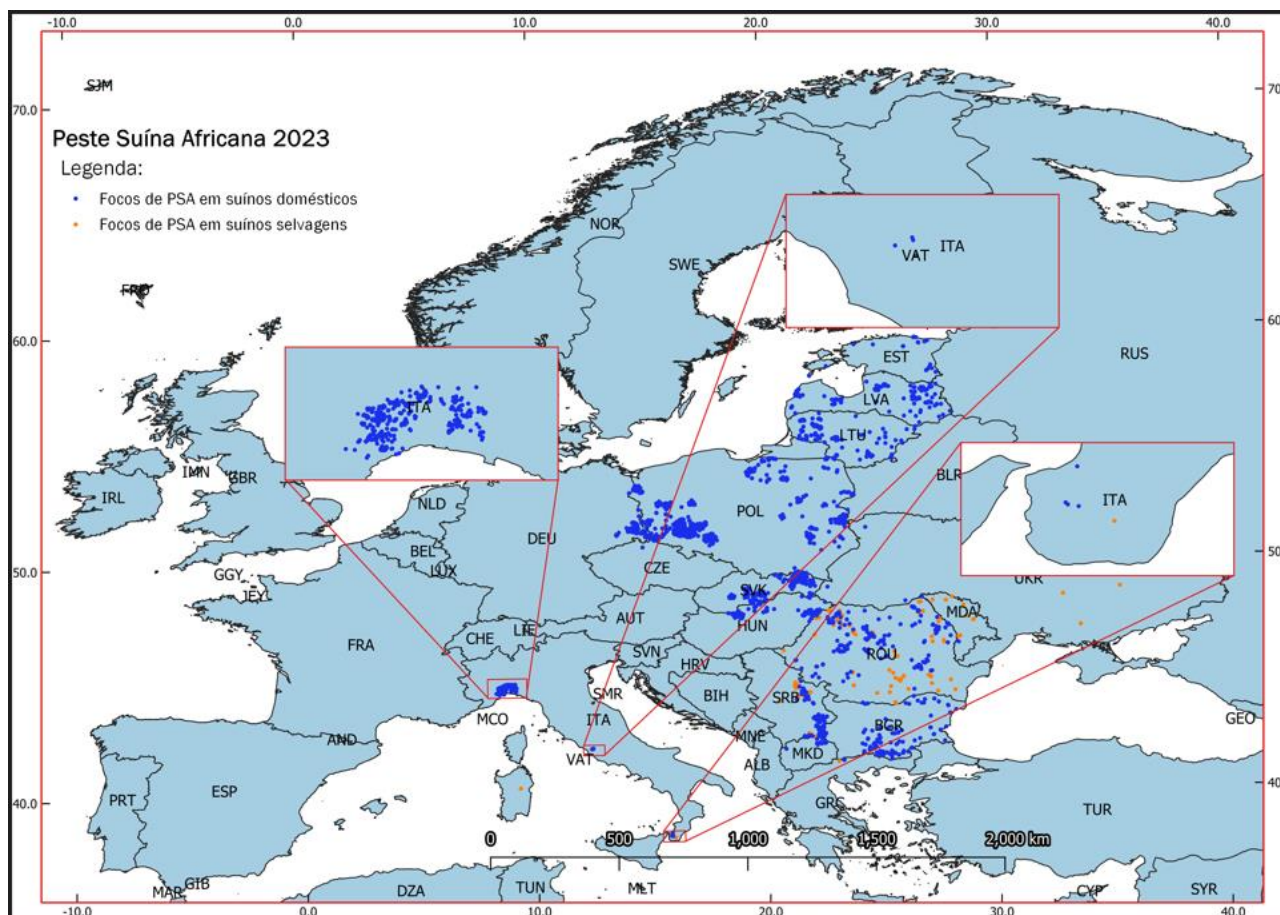 -10.0 0.0 10.0 20.0 30.0 40.0
SJM
70.0 70
Peste Suína Africana 2023
Legenda:
Focos de PSA em suínos domésticos
Focos de PSA em suínos selvagens
NOR
VAT ITA
SWE
FRO
60.0 60
EST
RUS
ITA
LVA
LTU
IMN
GBR
BLR
IRL
ITA
NLD
POL
DEU
BEL
CZE
LUX
GGY
50.0 50
UKR
JEY
SVK
AUT
HUN
MDA
LIE
CHE
FRA
ROU
SVN
HRV
SRB
BIH
SMR
MCO
ITA
BGR
GEO
AND
MNE
VAT
MKD
ALB
40.0 40
PRT
ESP
GRC
TUR
0 500 1,000 1,500 2,000 km
MAR
GIB
DZA
TUN
MLT
CYP
SYR
-10.0 0.0 10.0 20.0 30.0 40.0